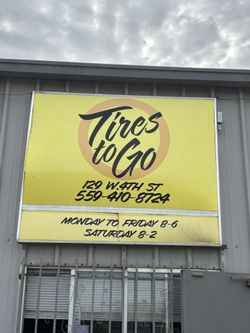 Tires
to Go
129 W. 4TH ST
559-410-8724
MONDAY TO FRIDAY 8-6
SATURDAY 8-2